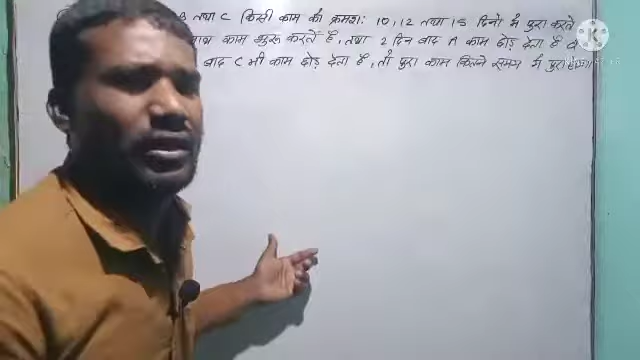 B तथा C किसी काम को क्रमश: 10, 12 तथा 15 दिनों में पुरा करते
काम शुरू करते हैं, तथा 2 दिन बाद A काम छोड़ देता है
बाद C भी काम छोड़ देता है, तो पुरा काम कितने समय में पुरा होगा